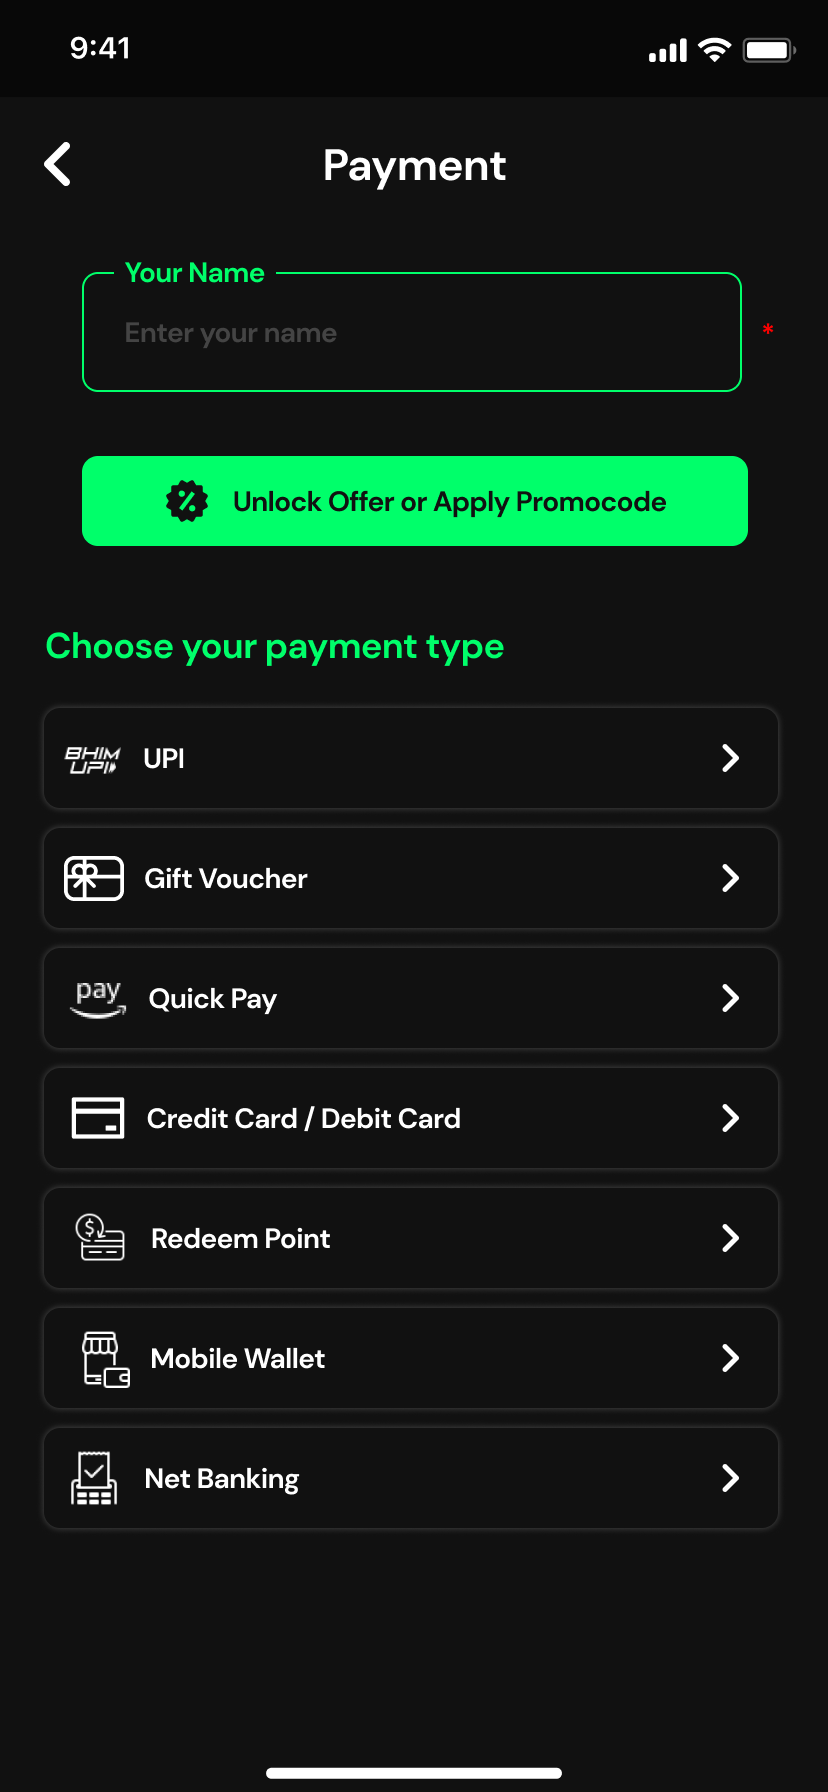 9:41
Payment
Your Name
Enter your name
*
Unlock Offer or Apply Promocode
Choose your payment type
BHIM
UPI
UPI
Gift Voucher
pay
Quick Pay
Credit Card / Debit Card
$
Redeem Point
Mobile Wallet
Net Banking